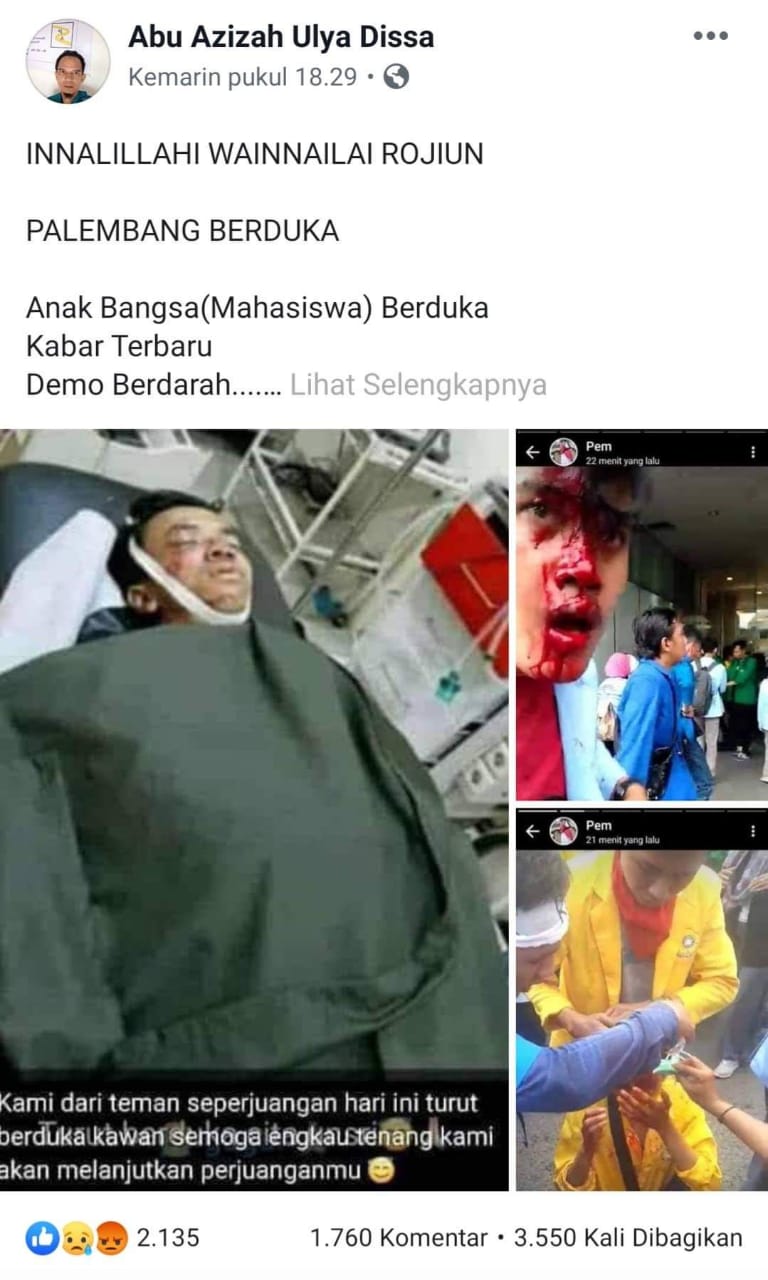 Abu Azizah Ulya Dissa
Kemarin pukul 18.29 •
INNALILLAHI WAINNAILAI ROJIUN
PALEMBANG BERDUKA
Anak Bangsa(Mahasiswa) Berduka
Kabar Terbaru
Demo Berdarah....... Lihat Selengkapnya
Pem
22 menit yang lalu
Pem
21 menit yang lalu
Kami dari teman seperjuangan hari ini turut
berduka kawan semoga engkau tenang kami
akan melanjutkan perjuanganmu 😇
2.135
1.760 Komentar • 3.550 Kali Dibagikan